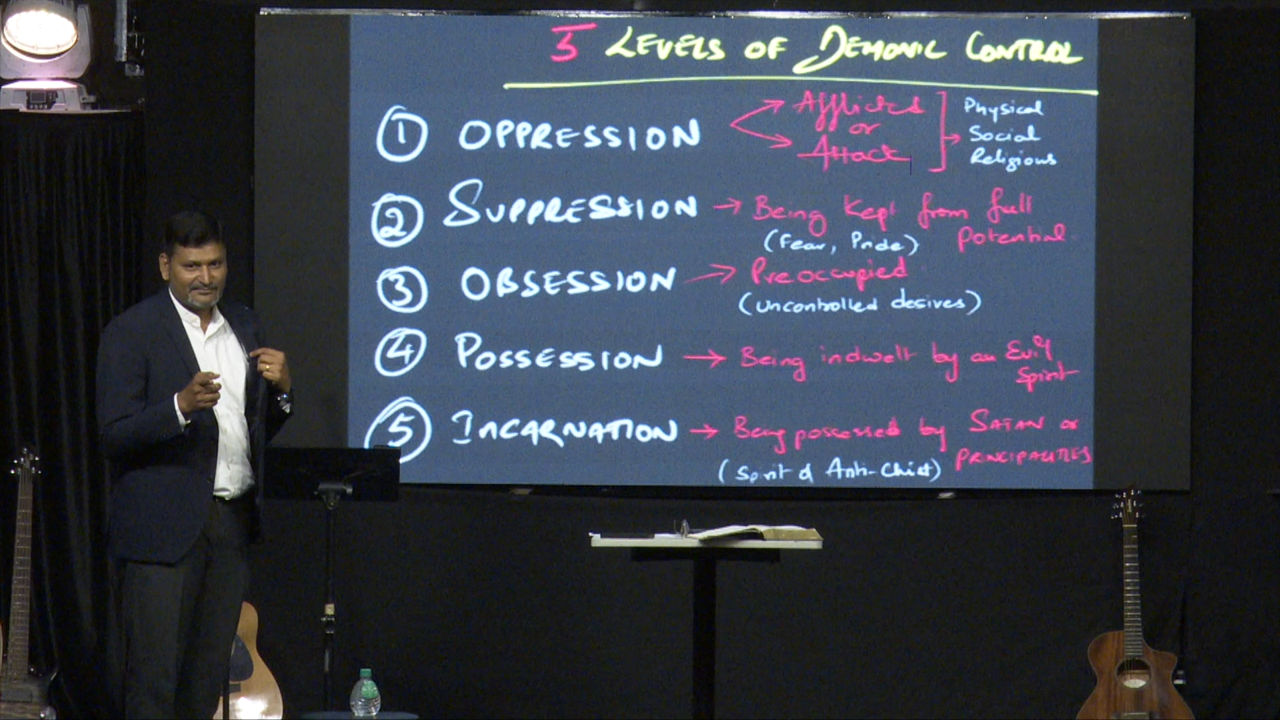 5 LEVELS OF DEMONIC CONTROL
① OPPRESSION → Afflicted or Attack → Physical Social Religious
② SUPPRESSION → Being Kept from full potential.
(Fear, Pride)
③ OBSESSION → Preoccupied
(uncontrolled desires)
④ POSSESSION → Being indwelt by an Evil Spirit
⑤ INCARNATION → Being possessed by SATAN or PRINCIPALITIES
(Spirit of Anti-Christ)